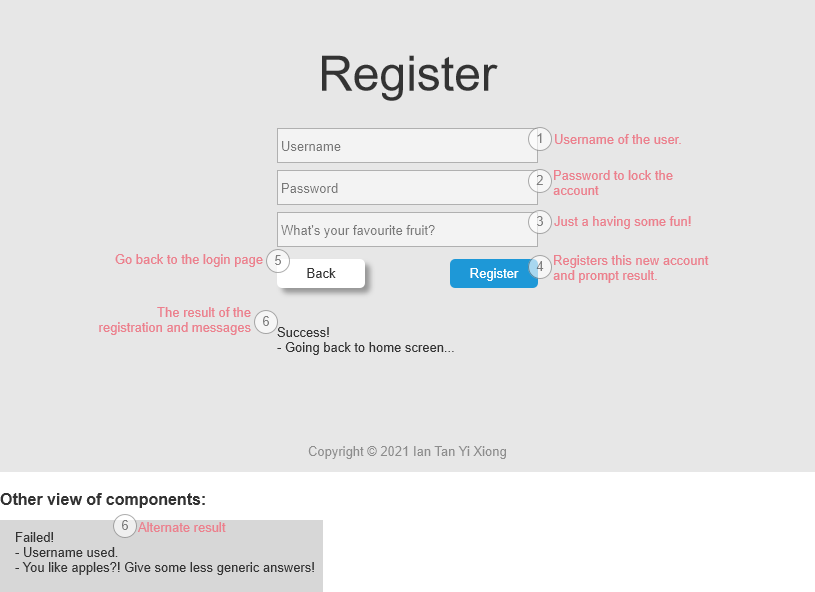 Register
Username
1
Username of the user.
Password
2
Password to lock the
account
What's your favourite fruit?
3
Just a having some fun!
Go back to the login page
5
Back
Register
4
Registers this new account
and prompt result.
The result of the
registration and messages
6
Success!
- Going back to home screen...
Copyright © 2021 Ian Tan Yi Xiong
Other view of components:
6
Alternate result
Failed!
- Username used.
- You like apples?! Give some less generic answers!